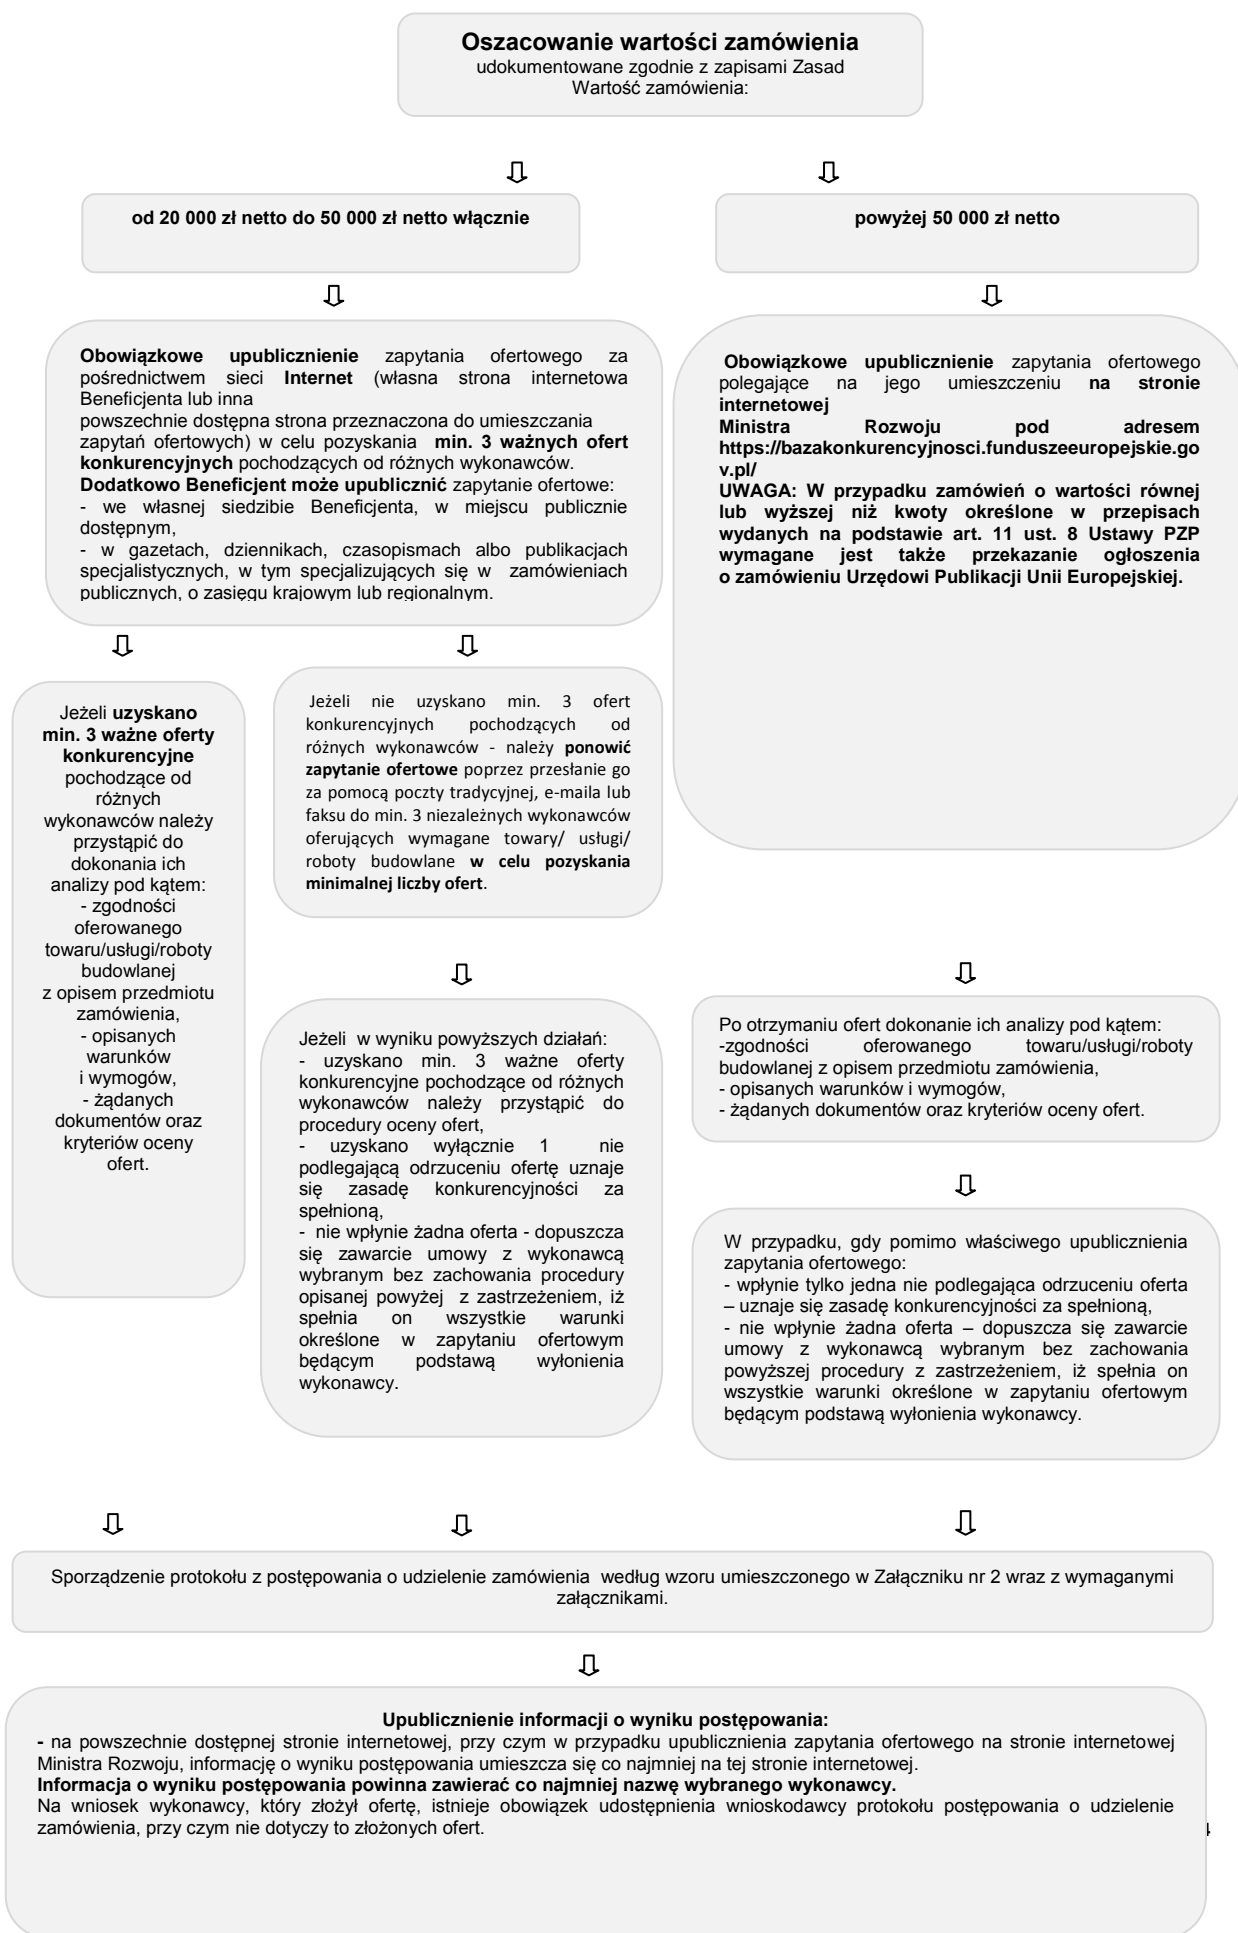 Oszacowanie wartości zamówienia
udokumentowane zgodnie z zapisami Zasad
Wartość zamówienia:
od 20 000 zł netto do 50 000 zł netto włącznie
powyżej 50 000 zł netto
Obowiązkowe upublicznienie zapytania ofertowego za
pośrednictwem sieci Internet (własna strona internetowa
Beneficjenta lub inna
powszechnie dostępna strona przeznaczona do umieszczania
zapytań ofertowych) w celu pozyskania min. 3 ważnych ofert
konkurencyjnych pochodzących od różnych wykonawców.
Dodatkowo Beneficjent może upublicznić zapytanie ofertowe:
- we własnej siedzibie Beneficjenta, w miejscu publicznie
dostępnym,
- w gazetach, dziennikach, czasopismach albo publikacjach
specjalistycznych, w tym specjalizujących się w zamówieniach
publicznych, o zasięgu krajowym lub regionalnym.
Obowiązkowe upublicznienie zapytania ofertowego
polegające na jego umieszczeniu na stronie
internetowej
Ministra Rozwoju pod adresem
https://bazakonkurencyjnosci.funduszeeuropejskie.go
v.pl/
UWAGA: W przypadku zamówień o wartości równej
lub wyższej niż kwoty określone w przepisach
wydanych na podstawie art. 11 ust. 8 Ustawy PZP
wymagane jest także przekazanie ogłoszenia
o zamówieniu Urzędowi Publikacji Unii Europejskiej.
Jeżeli uzyskano
min. 3 ważne oferty
konkurencyjne
pochodzące od
różnych
wykonawców należy
przystąpić do
dokonania ich
analizy pod kątem:
- zgodności
oferowanego
towaru/usługi/roboty
budowlanej
z opisem przedmiotu
zamówienia,
- opisanych
warunków
i wymogów,
- żądanych
dokumentów oraz
kryteriów oceny
ofert.
Jeżeli nie uzyskano min. 3 ofert
konkurencyjnych pochodzących od
różnych wykonawców - należy ponowić
zapytanie ofertowe poprzez przesłanie go
za pomocą poczty tradycyjnej, e-maila lub
faksu do min. 3 niezależnych wykonawców
oferujących wymagane towary/ usługi/
roboty budowlane w celu pozyskania
minimalnej liczby ofert.
Jeżeli w wyniku powyższych działań:
- uzyskano min. 3 ważne oferty
konkurencyjne pochodzące od różnych
wykonawców należy przystąpić do
procedury oceny ofert,
- uzyskano wyłącznie 1 nie
podlegającą odrzuceniu ofertę uznaje
się zasadę konkurencyjności za
spełnioną,
- nie wpłynie żadna oferta - dopuszcza
się zawarcie umowy z wykonawcą
wybranym bez zachowania procedury
opisanej powyżej z zastrzeżeniem, iż
spełnia on wszystkie warunki
określone w zapytaniu ofertowym
będącym podstawą wyłonienia
wykonawcy.
Po otrzymaniu ofert dokonanie ich analizy pod kątem:
-zgodności oferowanego towaru/usługi/roboty
budowlanej z opisem przedmiotu zamówienia,
- opisanych warunków i wymogów,
- żądanych dokumentów oraz kryteriów oceny ofert.
W przypadku, gdy pomimo właściwego upublicznienia
zapytania ofertowego:
- wpłynie tylko jedna nie podlegająca odrzuceniu oferta
– uznaje się zasadę konkurencyjności za spełnioną,
- nie wpłynie żadna oferta – dopuszcza się zawarcie
umowy z wykonawcą wybranym bez zachowania
powyższej procedury z zastrzeżeniem, iż spełnia on
wszystkie warunki określone w zapytaniu ofertowym
będącym podstawą wyłonienia wykonawcy.
Sporządzenie protokołu z postępowania o udzielenie zamówienia według wzoru umieszczonego w Załączniku nr 2 wraz z wymaganymi
załącznikami.
Upublicznienie informacji o wyniku postępowania:
- na powszechnie dostępnej stronie internetowej, przy czym w przypadku upublicznienia zapytania ofertowego na stronie internetowej
Ministra Rozwoju, informację o wyniku postępowania umieszcza się co najmniej na tej stronie internetowej.
Informacja o wyniku postępowania powinna zawierać co najmniej nazwę wybranego wykonawcy.
Na wniosek wykonawcy, który złożył ofertę, istnieje obowiązek udostępnienia wnioskodawcy protokołu postępowania o udzielenie
zamówienia, przy czym nie dotyczy to złożonych ofert.